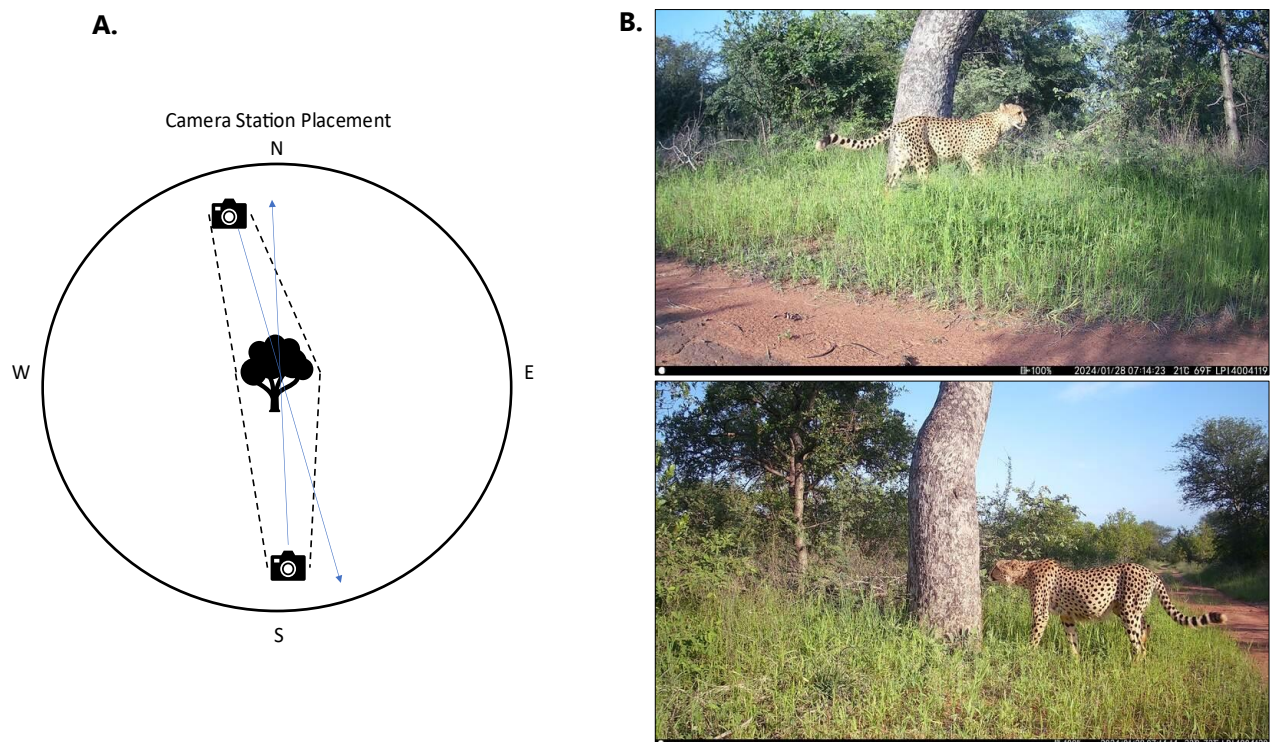 A.
B.
Camera Station Placement
N
W
E
S
100% 2024/01/28 07:14:23 21C 69F LPI4004119